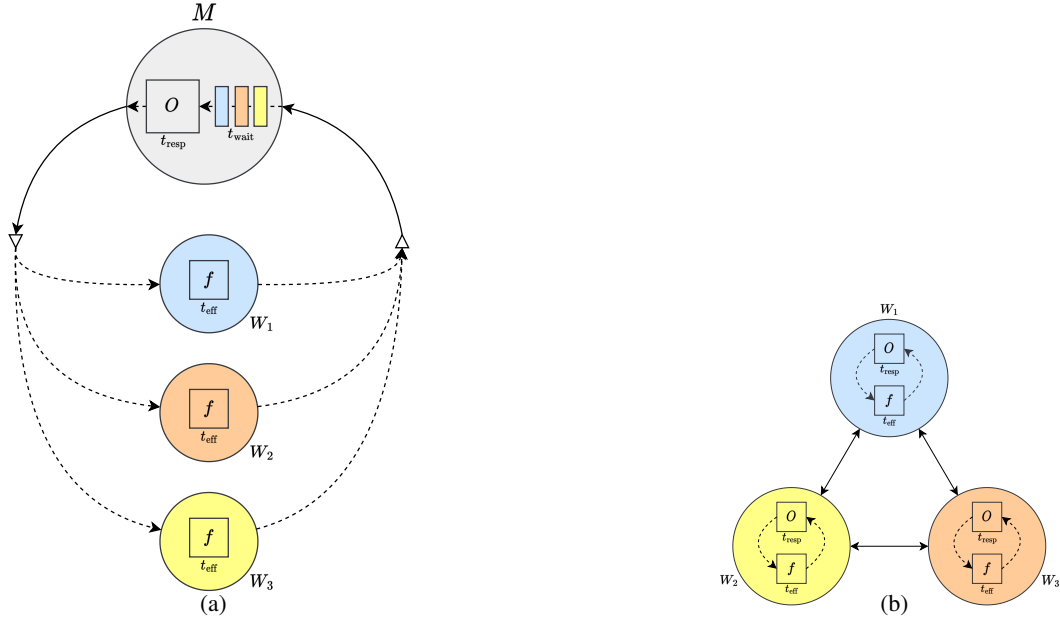 M
O
t_resp
t_wait
f
t_eff
W_1
f
t_eff
W_2
f
t_eff
W_3
(a)
W_1
O
t_resp
f
t_eff
O
t_resp
f
t_eff
W_2
O
t_resp
f
t_eff
W_3
(b)